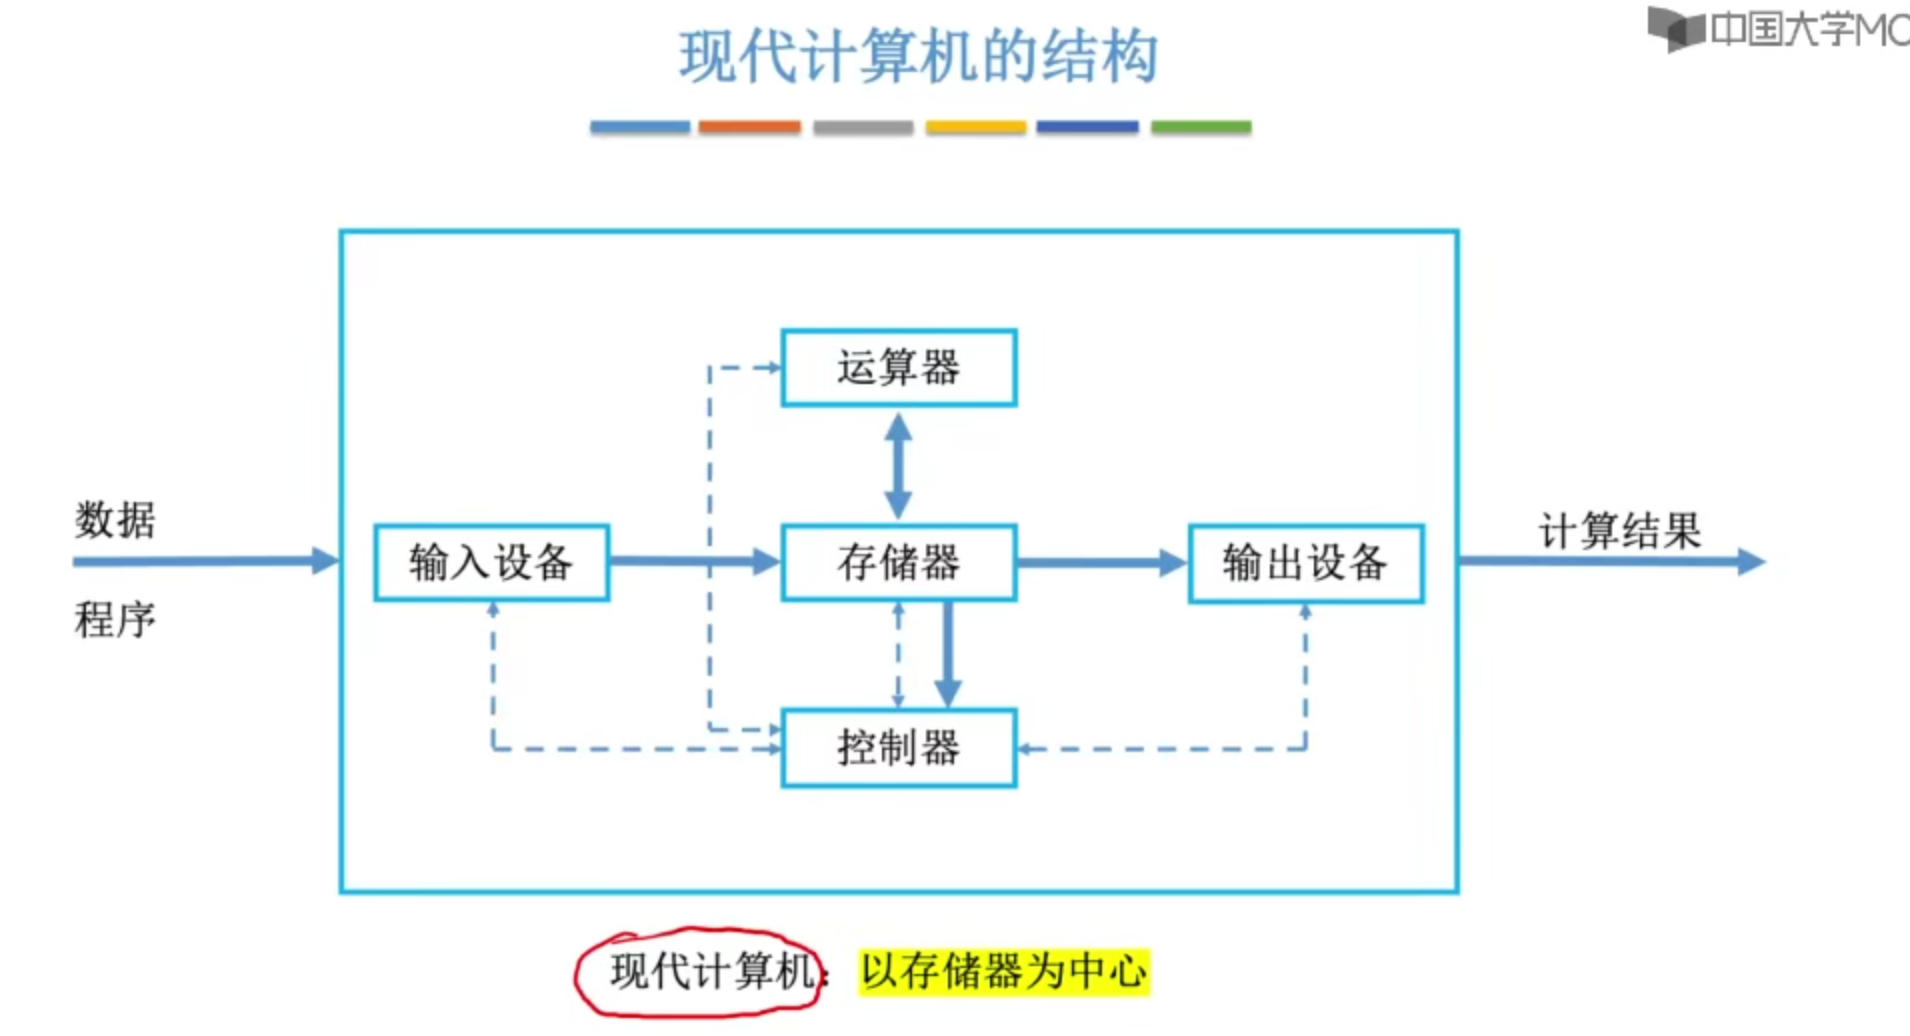 现代计算机的结构
中国大学MO
运算器
数据
程序
输入设备
存储器
输出设备
计算结果
控制器
现代计算机：以存储器为中心